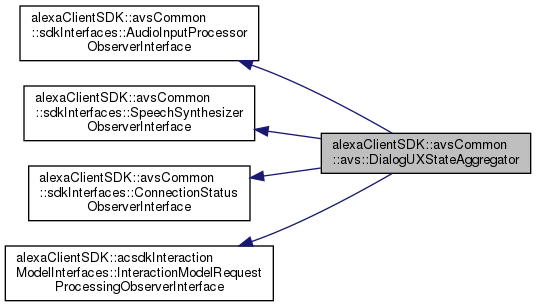 alexaClientSDK::avsCommon
::sdkInterfaces::AudioInputProcessor
ObserverInterface
alexaClientSDK::avsCommon
::sdkInterfaces::SpeechSynthesizer
ObserverInterface
alexaClientSDK::avsCommon
::avs::DialogUXStateAggregator
alexaClientSDK::avsCommon
::sdkInterfaces::ConnectionStatus
ObserverInterface
alexaClientSDK::acsdkInteraction
ModelInterfaces::InteractionModelRequest
ProcessingObserverInterface